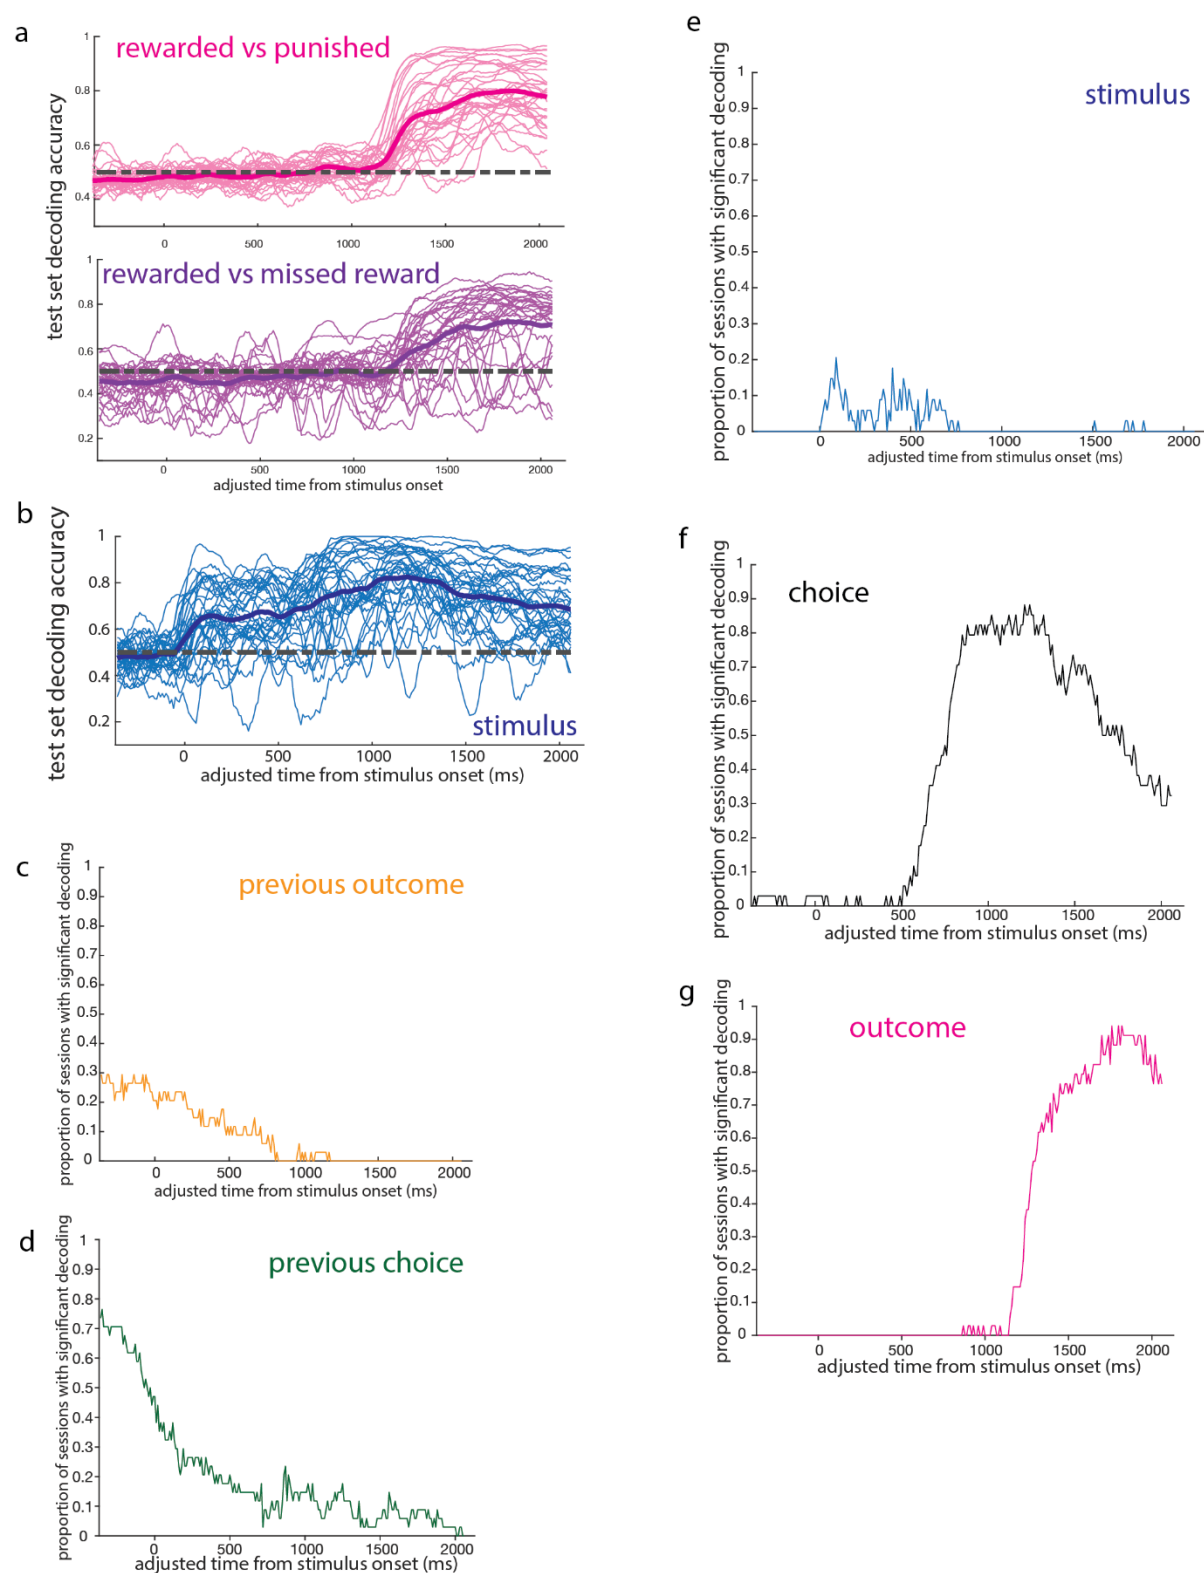 a
rewarded vs punished
test set decoding accuracy
1
0.8
0.6
0.4
0 500 1000 1500 2000
rewarded vs missed reward
1
0.8
0.6
0.4
0.2
0 500 1000 1500 2000
adjusted time from stimulus onset
b
test set decoding accuracy
1
0.8
0.6
0.4
0.2
stimulus
0 500 1000 1500 2000
adjusted time from stimulus onset (ms)
c
previous outcome
proportion of sessions with significant decoding
1
0.9
0.8
0.7
0.6
0.5
0.4
0.3
0.2
0.1
0
0 500 1000 1500 2000
adjusted time from stimulus onset (ms)
d
previous choice
proportion of sessions with significant decoding
1
0.9
0.8
0.7
0.6
0.5
0.4
0.3
0.2
0.1
0
0 500 1000 1500 2000
adjusted time from stimulus onset (ms)
e
stimulus
proportion of sessions with significant decoding
1
0.9
0.8
0.7
0.6
0.5
0.4
0.3
0.2
0.1
0
0 500 1000 1500 2000
adjusted time from stimulus onset (ms)
f
choice
proportion of sessions with significant decoding
1
0.9
0.8
0.7
0.6
0.5
0.4
0.3
0.2
0.1
0
0 500 1000 1500 2000
adjusted time from stimulus onset (ms)
g
outcome
proportion of sessions with significant decoding
1
0.9
0.8
0.7
0.6
0.5
0.4
0.3
0.2
0.1
0
0 500 1000 1500 2000
adjusted time from stimulus onset (ms)